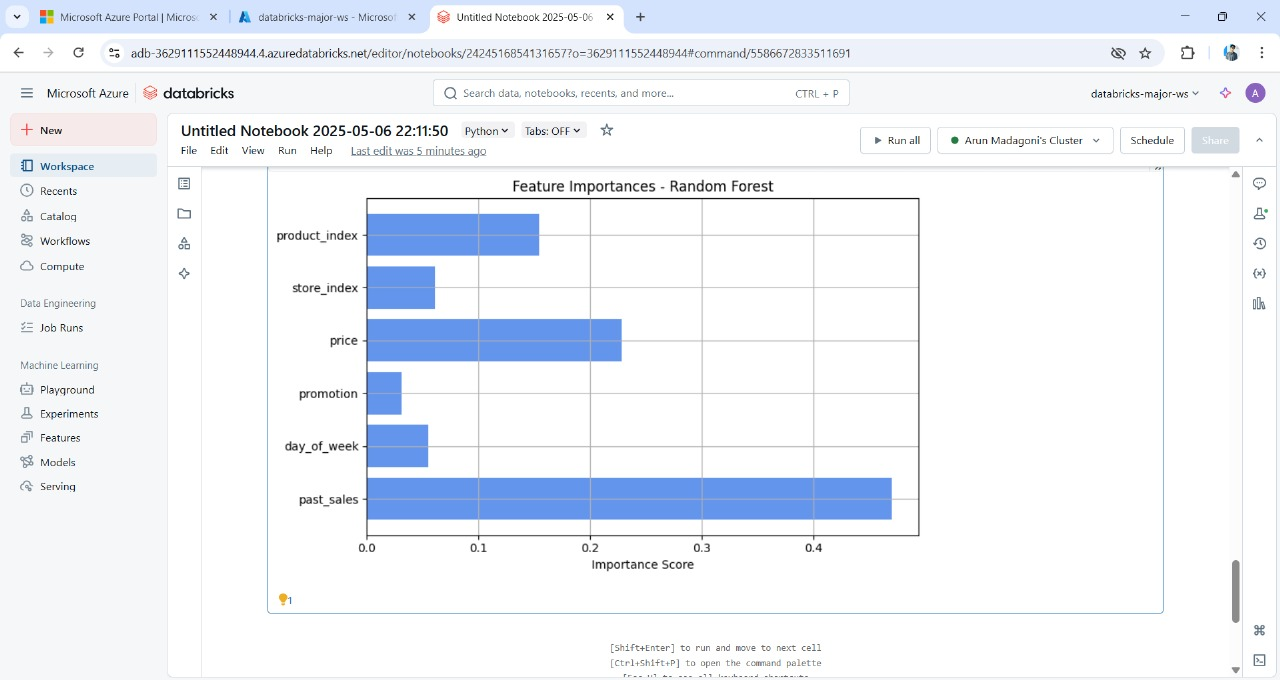 Microsoft Azure Portal | Micros
databricks-major-ws - Microsof
Untitled Notebook 2025-05-06
adb-3629111552448944.4.azuredatabricks.net/editor/notebooks/2424516854131657?o=3629111552448944#command/5586672833511691
Microsoft Azure
databricks
Search data, notebooks, recents, and more...
CTRL + P
databricks-major-ws
A
New
Workspace
Recents
Catalog
Workflows
Compute
Data Engineering
Job Runs
Machine Learning
Playground
Experiments
Features
Models
Serving
Untitled Notebook 2025-05-06 22:11:50
Python
Tabs: OFF
File Edit View Run Help Last edit was 5 minutes ago
Run all
Arun Madagoni's Cluster
Schedule
Share
Feature Importances - Random Forest
product_index
store_index
price
promotion
day_of_week
past_sales
0.0 0.1 0.2 0.3 0.4
Importance Score
1
[Shift+Enter] to run and move to next cell
[Ctrl+Shift+P] to open the command palette